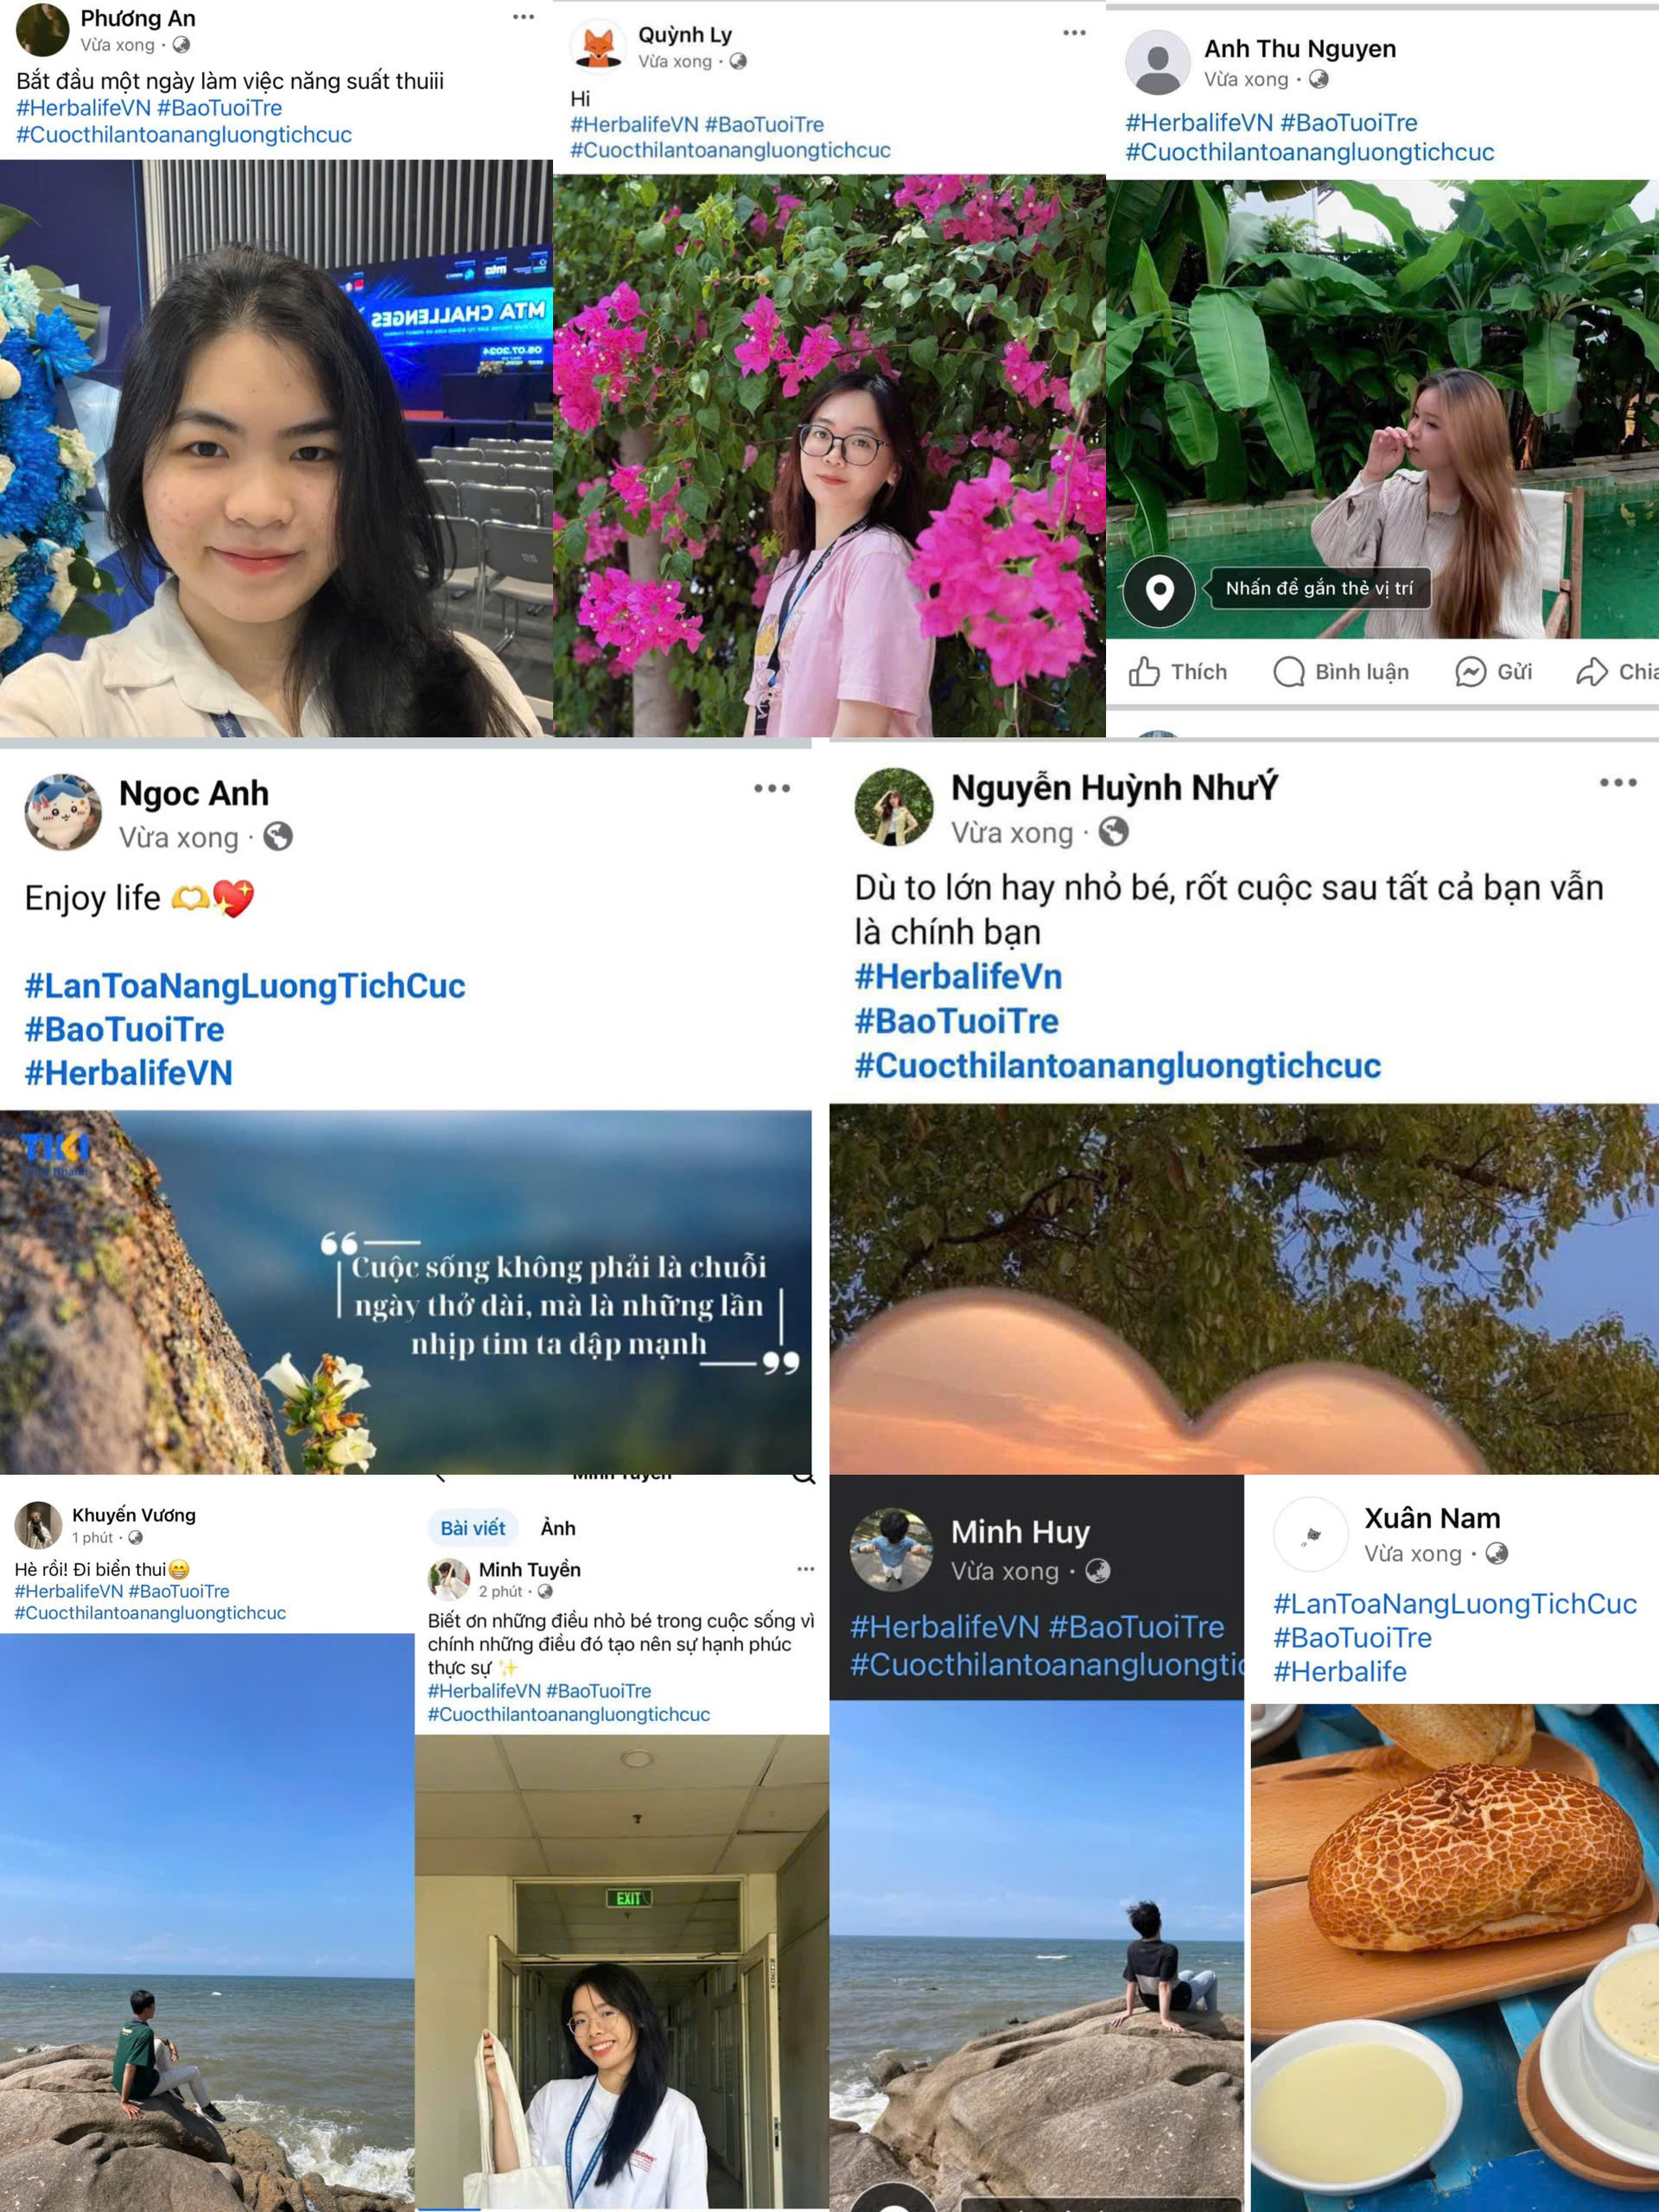 Phương An
Vừa xong
Bắt đầu một ngày làm việc năng suất thuiii
#HerbalifeVN #BaoTuoiTre
#Cuocthilantoanangluongtichcuc
MTA CHALLENGES
mta
Quỳnh Ly
Vừa xong
Hi
#HerbalifeVN #BaoTuoiTre
#Cuocthilantoanangluongtichcuc
Anh Thu Nguyen
Vừa xong
#HerbalifeVN #BaoTuoiTre
#Cuocthilantoanangluongtichcuc
Nhấn để gắn thẻ vị trí
Thích Bình luận Gửi Chia
Ngoc Anh
Vừa xong
Enjoy life 🫶💖
#LanToaNangLuongTichCuc
#BaoTuoiTre
#HerbalifeVN
TIKI
“Cuộc sống không phải là chuỗi
ngày thở dài, mà là những lần
nhịp tim ta đập mạnh”
Nguyễn Huỳnh NhưÝ
Vừa xong
Dù to lớn hay nhỏ bé, rốt cuộc sau tất cả bạn vẫn
là chính bạn
#HerbalifeVn
#BaoTuoiTre
#Cuocthilantoanangluongtichcuc
Khuyến Vương
1 phút
Hè rồi! Đi biển thui😁
#HerbalifeVN #BaoTuoiTre
#Cuocthilantoanangluongtichcuc
Minh Tuyền
Bài viết Ảnh
Minh Tuyền
2 phút
Biết ơn những điều nhỏ bé trong cuộc sống vì
chính những điều đó tạo nên sự hạnh phúc
thực sự ✨
#HerbalifeVN #BaoTuoiTre
#Cuocthilantoanangluongtichcuc
EXIT
Minh Huy
Vừa xong
#HerbalifeVN #BaoTuoiTre
#Cuocthilantoanangluongtic
Xuân Nam
Vừa xong
#LanToaNangLuongTichCuc
#BaoTuoiTre
#Herbalife